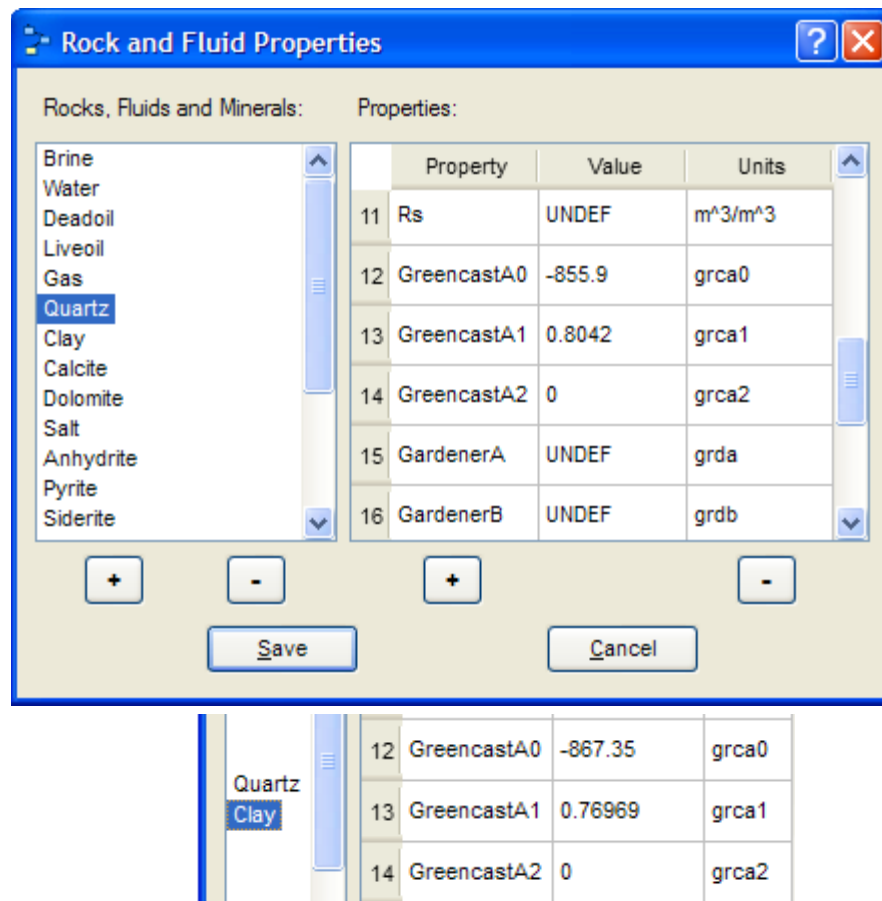 Rock and Fluid Properties
?
Rocks, Fluids and Minerals:
Brine
Water
Deadoil
Liveoil
Gas
Quartz
Clay
Calcite
Dolomite
Salt
Anhydrite
Pyrite
Siderite
+ -
Properties:
Property Value Units
11 Rs UNDEF m^3/m^3
12 GreencastA0 -855.9 grca0
13 GreencastA1 0.8042 grca1
14 GreencastA2 0 grca2
15 GardenerA UNDEF grda
16 GardenerB UNDEF grdb
+ -
Save Cancel
Quartz
Clay
12 GreencastA0 -867.35 grca0
13 GreencastA1 0.76969 grca1
14 GreencastA2 0 grca2